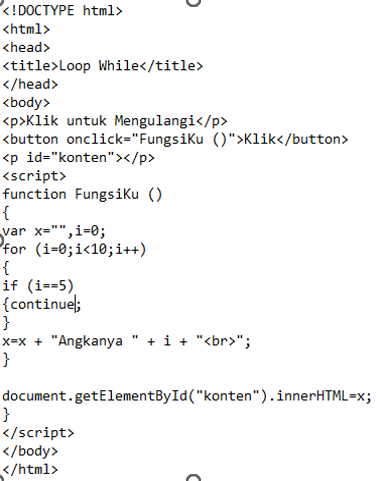 <!DOCTYPE html>
<html>
<head>
<title>Loop While</title>
</head>
<body>
<p>Klik untuk Mengulangi</p>
<button onclick="FungsiKu ()">Klik</button>
<p id="konten"></p>
<script>
function FungsiKu ()
{
var x="",i=0;
for (i=0;i<10;i++)
{
if (i==5)
{continue;
}
x=x + "Angkanya " + i + "<br>";
}
document.getElementById("konten").innerHTML=x;
}
</script>
</body>
</html>